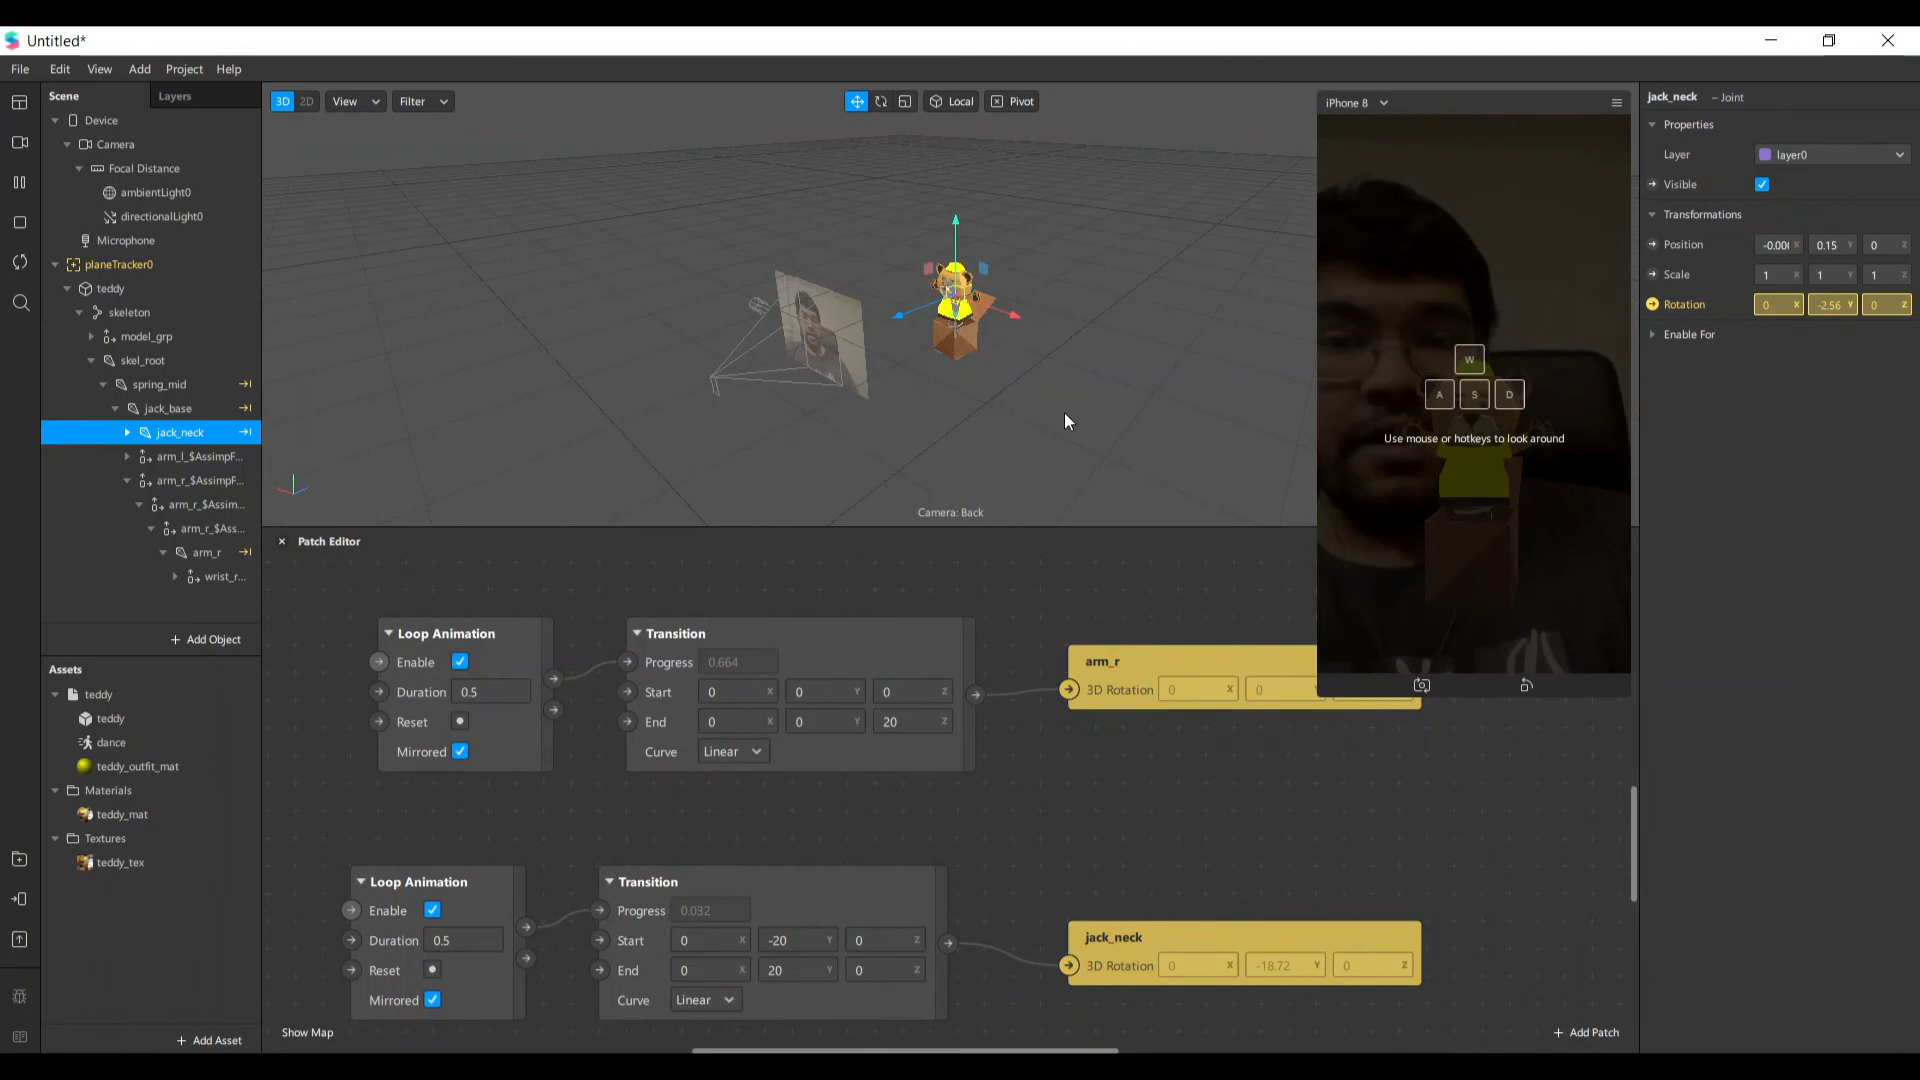 Untitled*
File Edit View Add Project Help
Scene Layers
Device
Camera
Focal Distance
ambientLight0
directionalLight0
Microphone
planeTracker0
teddy
skeleton
model_grp
skel_root
spring_mid
jack_base
jack_neck
arm_l_$AssimpF...
arm_r_$AssimpF...
arm_r_$Assim...
arm_r_$Ass...
arm_r
wrist_r...
+ Add Object
Assets
teddy
teddy
dance
teddy_outfit_mat
Materials
teddy_mat
Textures
teddy_tex
+ Add Asset
3D 2D View Filter Local Pivot
Camera: Back
iPhone 8
W
A S D
Use mouse or hotkeys to look around
Patch Editor
Loop Animation
Enable
Duration 0.5
Reset
Mirrored
Transition
Progress 0.664
Start 0 X 0 Y 0 Z
End 0 X 0 Y 20 Z
Curve Linear
arm_r
3D Rotation 0 X 0 Y
Loop Animation
Enable
Duration 0.5
Reset
Mirrored
Transition
Progress 0.032
Start 0 X -20 Y 0 Z
End 0 X 20 Y 0 Z
Curve Linear
jack_neck
3D Rotation 0 X -18.72 Y 0 Z
Show Map
+ Add Patch
jack_neck – Joint
Properties
Layer layer0
Visible
Transformations
Position -0.00( X 0.15 Y 0 Z
Scale 1 X 1 Y 1 Z
Rotation 0 X -2.56 Y 0 Z
Enable For